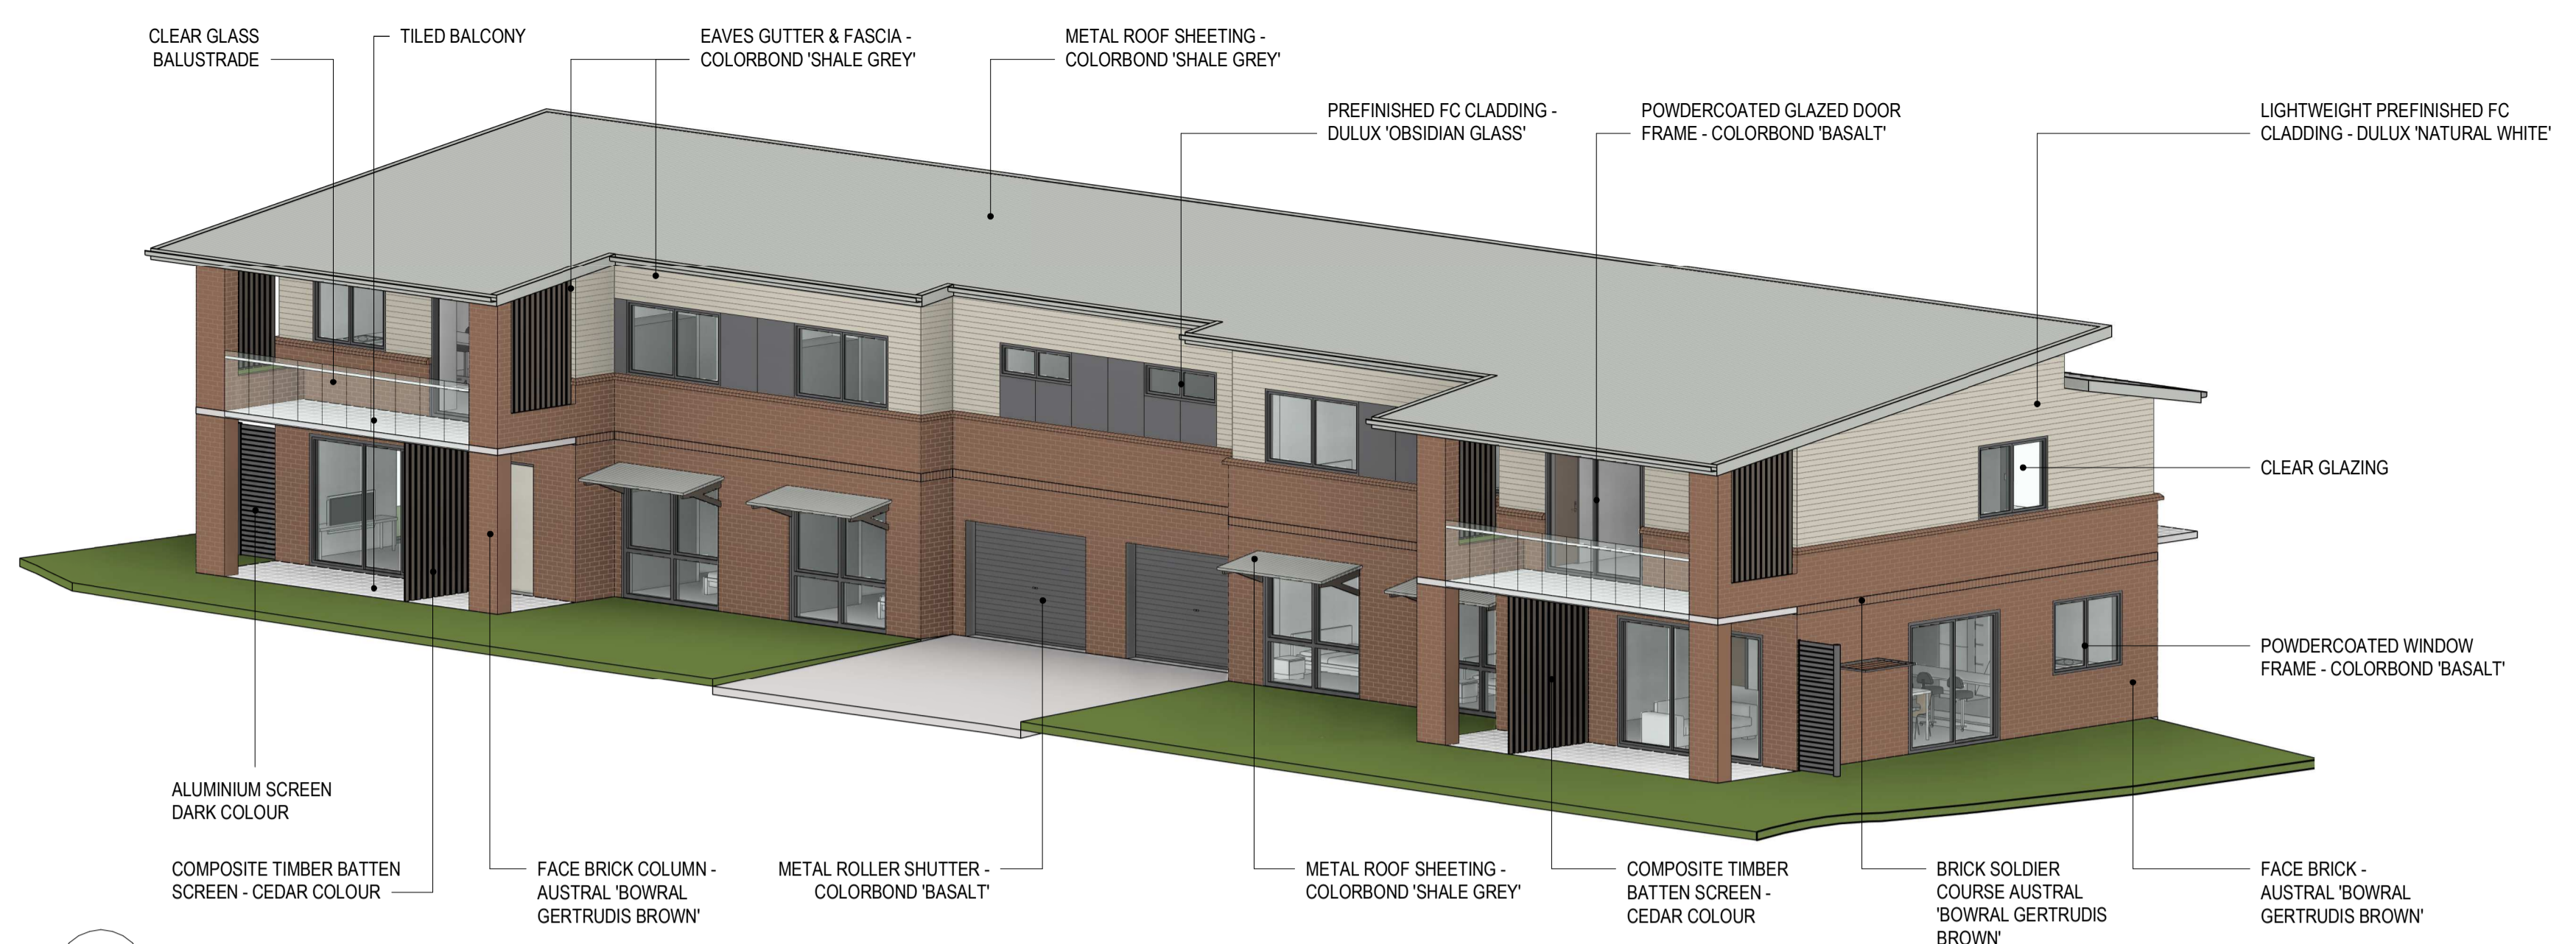 CLEAR GLASS
BALUSTRADE
TILED BALCONY
EAVES GUTTER & FASCIA -
COLORBOND 'SHALE GREY'
METAL ROOF SHEETING -
COLORBOND 'SHALE GREY'
PREFINISHED FC CLADDING -
DULUX 'OBSIDIAN GLASS'
POWDERCOATED GLAZED DOOR
FRAME - COLORBOND 'BASALT'
LIGHTWEIGHT PREFINISHED FC
CLADDING - DULUX 'NATURAL WHITE'
CLEAR GLAZING
POWDERCOATED WINDOW
FRAME - COLORBOND 'BASALT'
ALUMINIUM SCREEN
DARK COLOUR
COMPOSITE TIMBER BATTEN
SCREEN - CEDAR COLOUR
FACE BRICK COLUMN -
AUSTRAL 'BOWRAL
GERTRUDIS BROWN'
METAL ROLLER SHUTTER -
COLORBOND 'BASALT'
METAL ROOF SHEETING -
COLORBOND 'SHALE GREY'
COMPOSITE TIMBER
BATTEN SCREEN -
CEDAR COLOUR
BRICK SOLDIER
COURSE AUSTRAL
'BOWRAL GERTRUDIS
BROWN'
FACE BRICK -
AUSTRAL 'BOWRAL
GERTRUDIS BROWN'